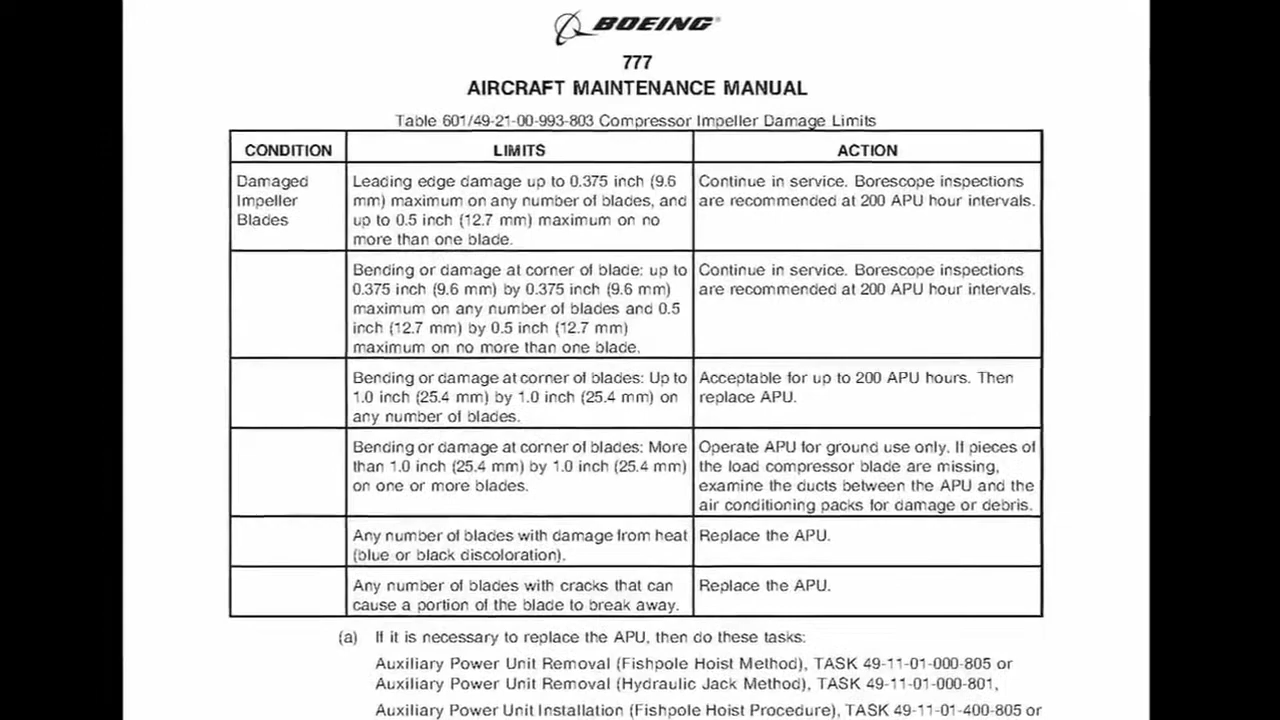 BOEING
777
AIRCRAFT MAINTENANCE MANUAL
Table 601/49-21-00-993-803 Compressor Impeller Damage Limits
CONDITION LIMITS ACTION
Damaged Impeller Blades
Leading edge damage up to 0.375 inch (9.6
mm) maximum on any number of blades, and
up to 0.5 inch (12.7 mm) maximum on no
more than one blade.
Continue in service. Borescope inspections
are recommended at 200 APU hour intervals.
Bending or damage at corner of blade: up to
0.375 inch (9.6 mm) by 0.375 inch (9.6 mm)
maximum on any number of blades and 0.5
inch (12.7 mm) by 0.5 inch (12.7 mm)
maximum on no more than one blade.
Continue in service. Borescope inspections
are recommended at 200 APU hour intervals.
Bending or damage at corner of blades: Up to
1.0 inch (25.4 mm) by 1.0 inch (25.4 mm) on
any number of blades.
Acceptable for up to 200 APU hours. Then
replace APU.
Bending or damage at corner of blades: More
than 1.0 inch (25.4 mm) by 1.0 inch (25.4 mm)
on one or more blades.
Operate APU for ground use only. If pieces of
the load compressor blade are missing,
examine the ducts between the APU and the
air conditioning packs for damage or debris.
Any number of blades with damage from heat
(blue or black discoloration).
Replace the APU.
Any number of blades with cracks that can
cause a portion of the blade to break away.
Replace the APU.
(a) If it is necessary to replace the APU, then do these tasks:
Auxiliary Power Unit Removal (Fishpole Hoist Method), TASK 49-11-01-000-805 or
Auxiliary Power Unit Removal (Hydraulic Jack Method), TASK 49-11-01-000-801,
Auxiliary Power Unit Installation (Fishpole Hoist Procedure), TASK 49-11-01-400-805 or